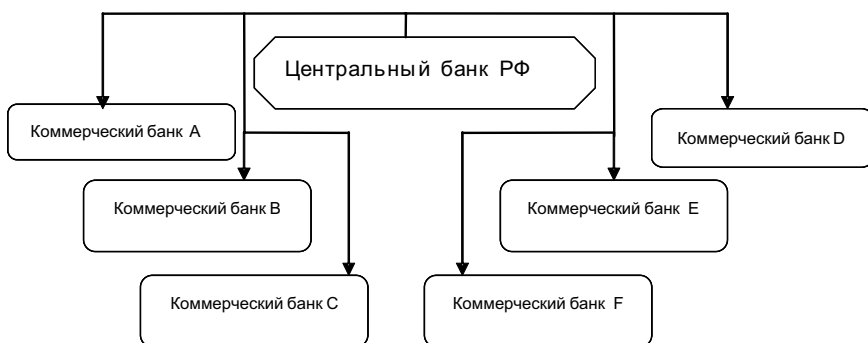 Центральный банк РФ
Коммерческий банк А
Коммерческий банк D
Коммерческий банк B
Коммерческий банк Е
Коммерческий банк С
Коммерческий банк F